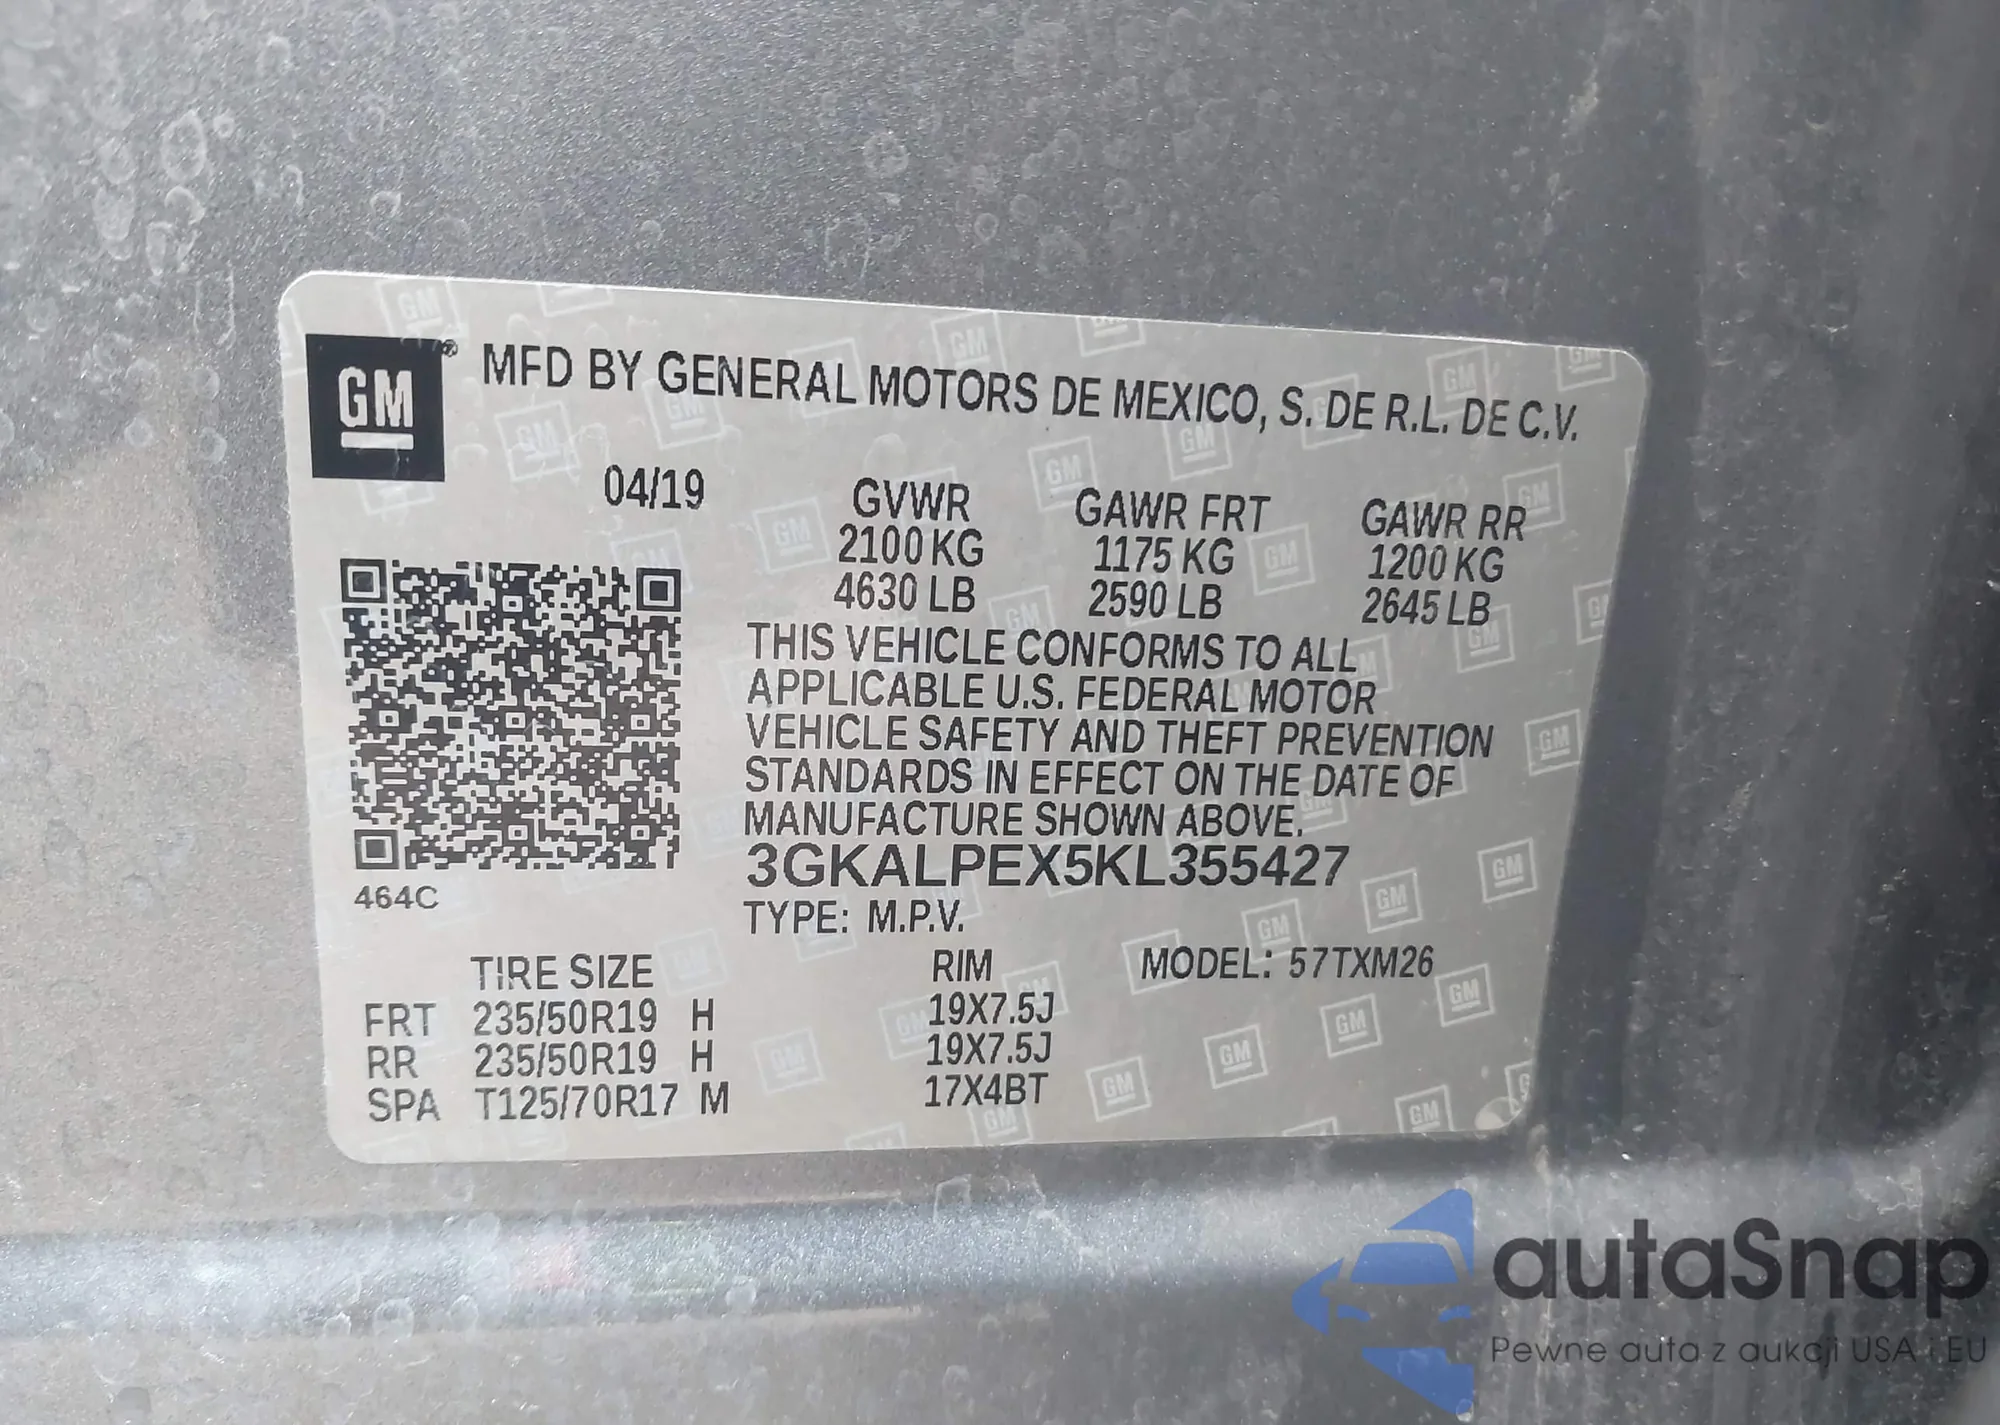 GM® MFD BY GENERAL MOTORS DE MEXICO, S. DE R.L. DE C.V.
04/19 GVWR GAWR FRT GAWR RR
2100 KG 1175 KG 1200 KG
4630 LB 2590 LB 2645 LB
THIS VEHICLE CONFORMS TO ALL
APPLICABLE U.S. FEDERAL MOTOR
VEHICLE SAFETY AND THEFT PREVENTION
STANDARDS IN EFFECT ON THE DATE OF
MANUFACTURE SHOWN ABOVE.
3GKALPEX5KL355427
464C
TYPE: M.P.V.
TIRE SIZE RIM MODEL: 57TXM26
FRT 235/50R19 H 19X7.5J
RR 235/50R19 H 19X7.5J
SPA T125/70R17 M 17X4BT
autaSnap
Pewne auta z aukcji USA i EU